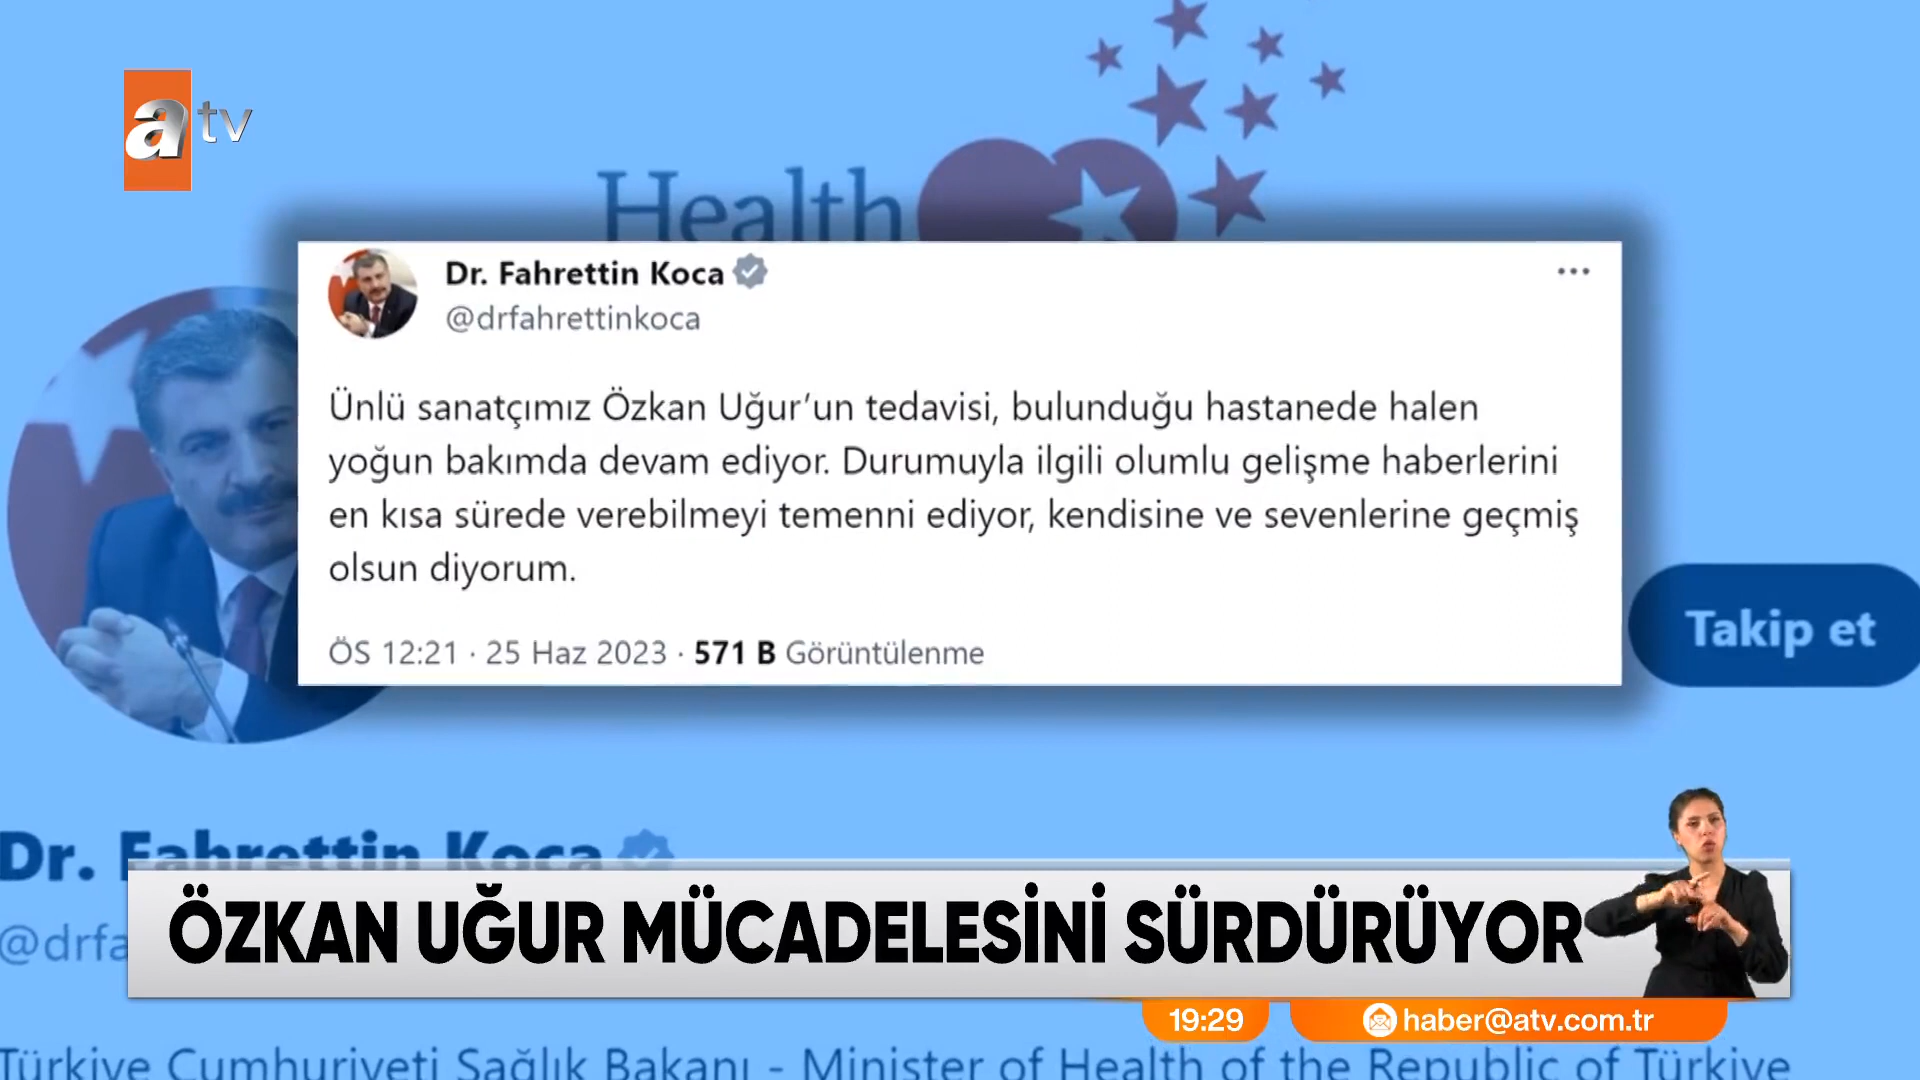 a tv
Health
Dr. Fahrettin Koca
@drfahrettinkoca
Ünlü sanatçımız Özkan Uğur’un tedavisi, bulunduğu hastanede halen
yoğun bakımda devam ediyor. Durumuyla ilgili olumlu gelişme haberlerini
en kısa sürede verebilmeyi temenni ediyor, kendisine ve sevenlerine geçmiş
olsun diyorum.
ÖS 12:21 · 25 Haz 2023 · 571 B Görüntülenme
Takip et
Dr. Fahrettin Koca
@drfa
ÖZKAN UĞUR MÜCADELESİNİ SÜRDÜRÜYOR
19:29 haber@atv.com.tr
Türkiye Cumhuriyeti Sağlık Bakanı - Minister of Health of the Republic of Türkiye